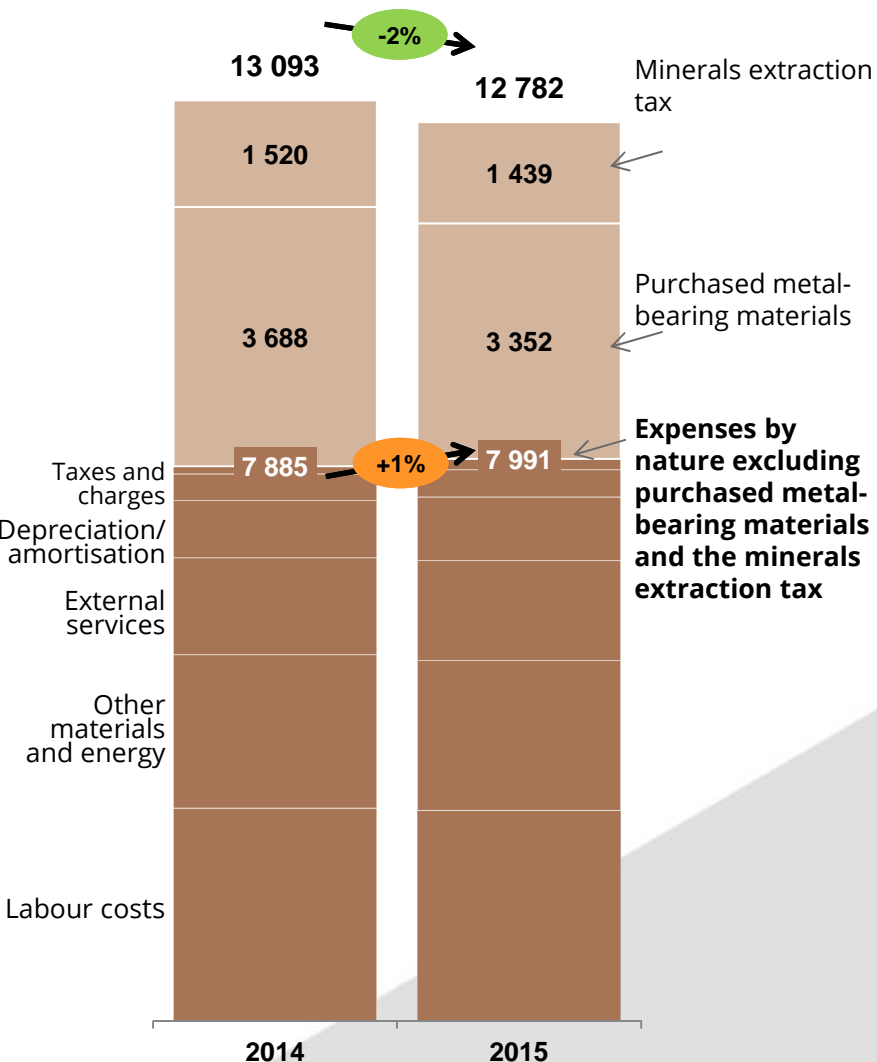 -2%
13 093
12 782
Minerals extraction
tax
1 520
1 439
Purchased metal-
bearing materials
3 688
3 352
Expenses by
nature excluding
purchased metal-
bearing materials
and the minerals
extraction tax
7 885
+1%
7 991
Taxes and
charges
Depreciation/
amortisation
External
services
Other
materials
and energy
Labour costs
2014
2015